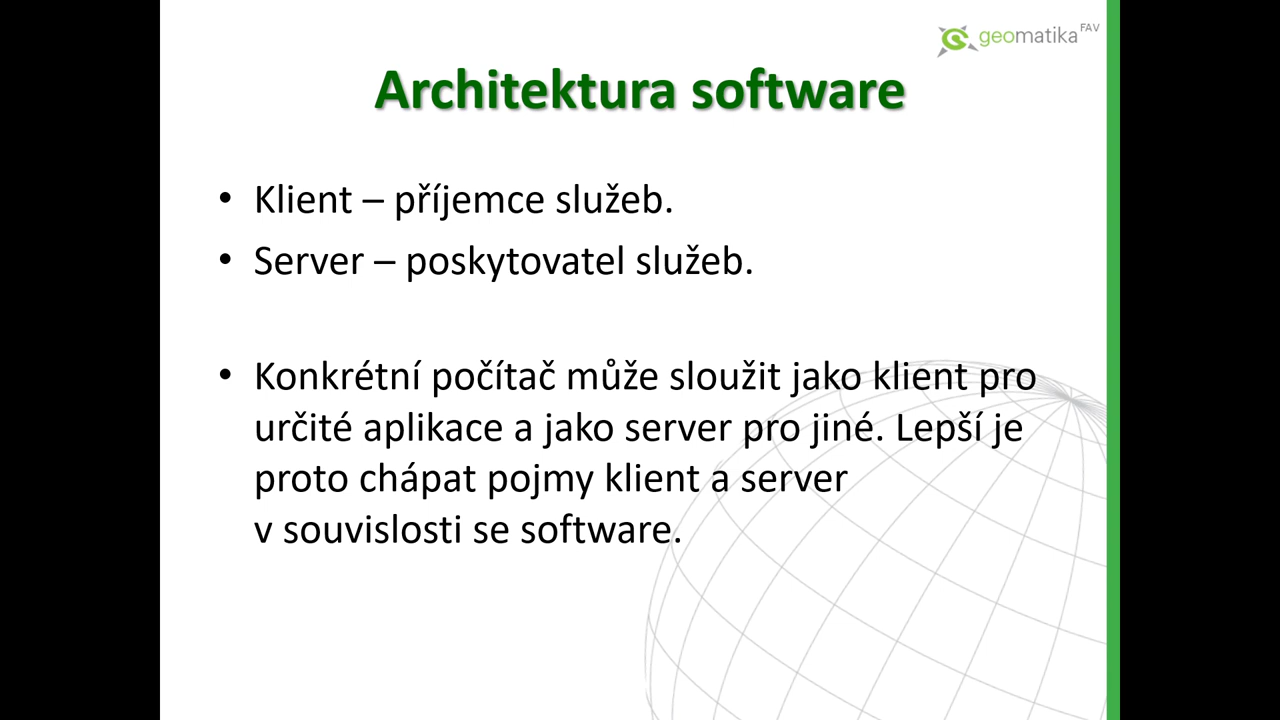 geomatika FAV
Architektura software
• Klient – příjemce služeb.
• Server – poskytovatel služeb.
• Konkrétní počítač může sloužit jako klient pro
určité aplikace a jako server pro jiné. Lepší je
proto chápat pojmy klient a server
v souvislosti se software.